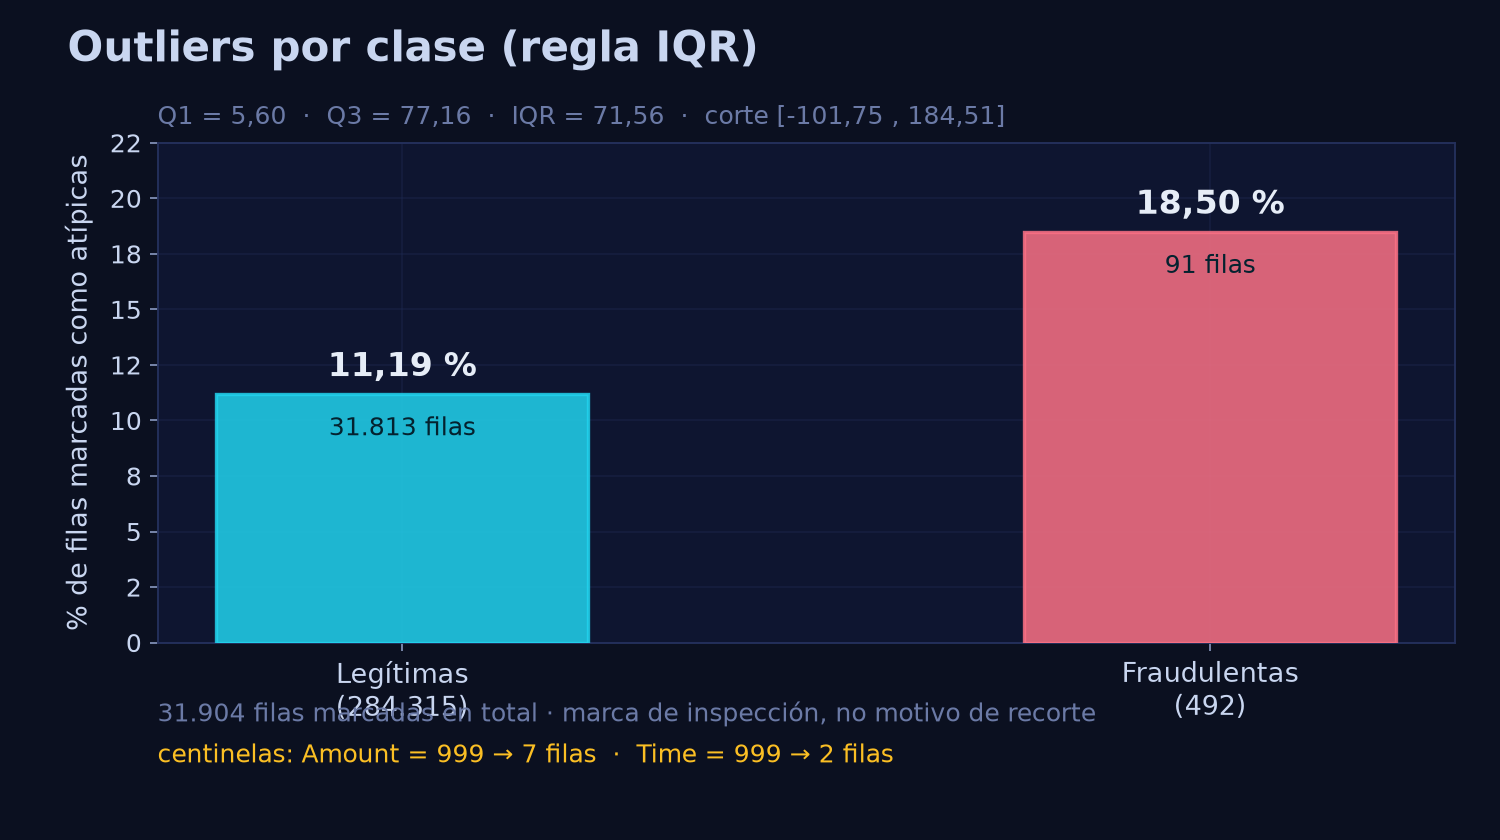 Outliers por clase (regla IQR)
Q1 = 5,60 · Q3 = 77,16 · IQR = 71,56 · corte [-101,75 , 184,51]
% de filas marcadas como atípicas
22
20
18
15
12
10
8
5
2
0
11,19 %
31.813 filas
18,50 %
91 filas
Legítimas
(284.315)
Fraudulentas
(492)
31.904 filas marcadas en total · marca de inspección, no motivo de recorte
centinelas: Amount = 999 → 7 filas · Time = 999 → 2 filas